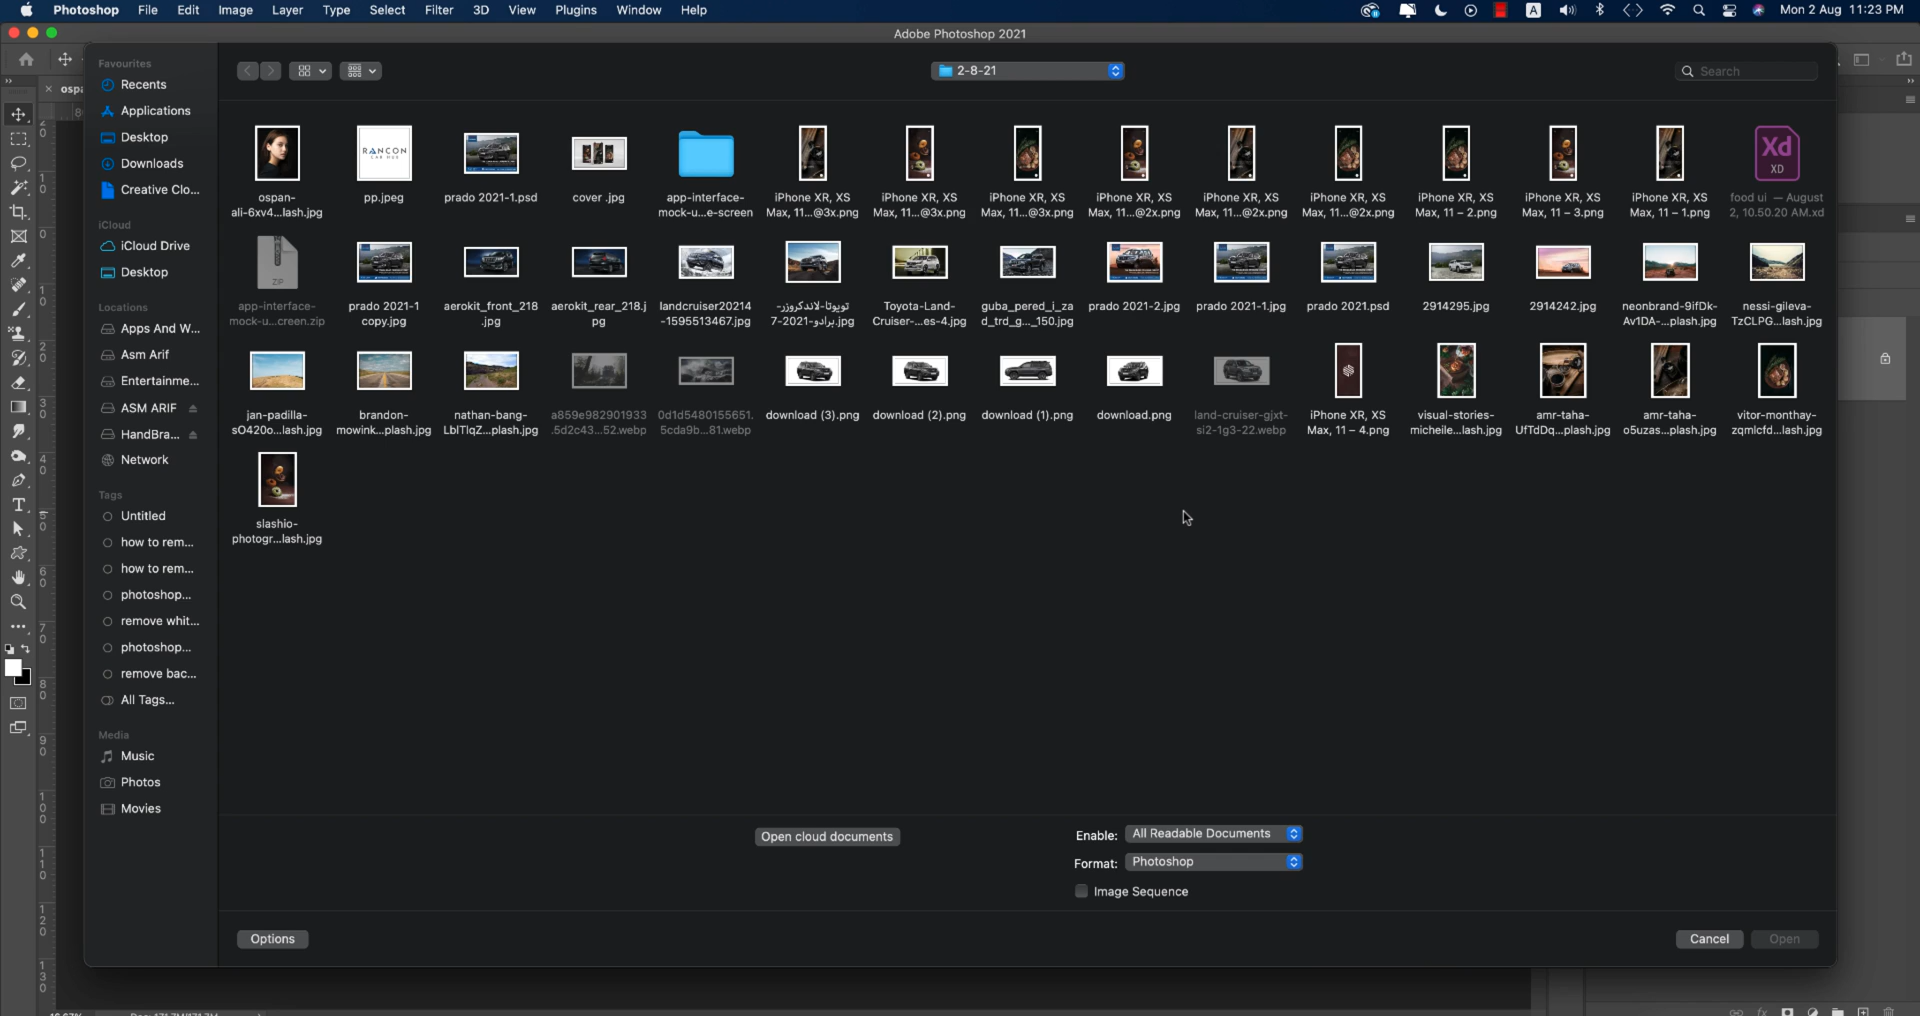 Photoshop File Edit Image Layer Type Select Filter 3D View Plugins Window Help
A
Mon 2 Aug 11:23 PM
Adobe Photoshop 2021
Favourites
Recents
Applications
Desktop
Downloads
Creative Clo...
iCloud
iCloud Drive
Desktop
Locations
Apps And W...
Asm Arif
Entertainme...
ASM ARIF
HandBra...
Network
Tags
Untitled
how to rem...
how to rem...
photoshop...
remove whit...
photoshop...
remove bac...
All Tags...
Media
Music
Photos
Movies
2-8-21
Search
RANCON
Xd
XD
ospan-
ali-6xv4...lash.jpg
pp.jpeg
prado 2021-1.psd
cover .jpg
app-interface-
mock-u...e-screen
iPhone XR, XS
Max, 11...@3x.png
iPhone XR, XS
Max, 11...@3x.png
iPhone XR, XS
Max, 11...@3x.png
iPhone XR, XS
Max, 11...@2x.png
iPhone XR, XS
Max, 11...@2x.png
iPhone XR, XS
Max, 11...@2x.png
iPhone XR, XS
Max, 11 – 2.png
iPhone XR, XS
Max, 11 – 3.png
iPhone XR, XS
Max, 11 – 1.png
food ui — August
2, 10.50.20 AM.xd
ZIP
app-interface-
mock-u...creen.zip
prado 2021-1
copy.jpg
aerokit_front_218
.jpg
aerokit_rear_218.j
pg
landcruiser20214
-1595513467.jpg
تويوتا-لاندكروزر-
برادو-2021-7.jpg
Toyota-Land-
Cruiser-...es-4.jpg
guba_pered_i_za
d_trd_g..._150.jpg
prado 2021-2.jpg
prado 2021-1.jpg
prado 2021.psd
2914295.jpg
2914242.jpg
neonbrand-9ifDk-
Av1DA-...plash.jpg
nessi-gileva-
TzCLPG...lash.jpg
jan-padilla-
sO420o...lash.jpg
brandon-
mowink...plash.jpg
nathan-bang-
LblTlqZ...plash.jpg
a859e982901933
.5d2c43...52.webp
0d1d5480155651.
5cda9b...81.webp
download (3).png
download (2).png
download (1).png
download.png
land-cruiser-gjxt-
si2-1g3-22.webp
iPhone XR, XS
Max, 11 – 4.png
visual-stories-
micheile...lash.jpg
amr-taha-
UfTdDq...plash.jpg
amr-taha-
o5uzas...plash.jpg
vitor-monthay-
zqmlcfd...lash.jpg
slashio-
photogr...lash.jpg
Open cloud documents
Enable: All Readable Documents
Format: Photoshop
Image Sequence
Options
Cancel Open